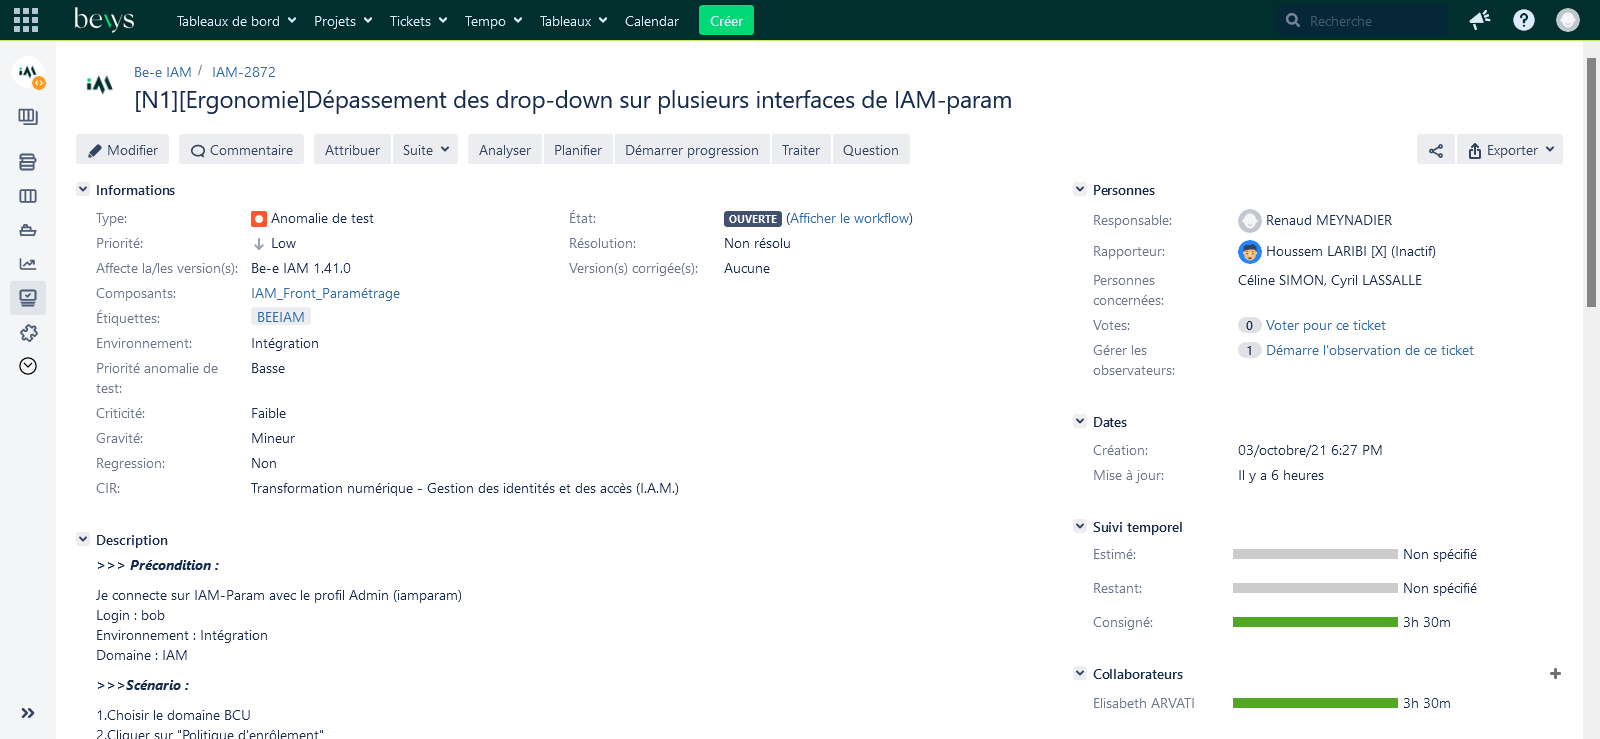 bewys
Tableaux de bord Projets Tickets Tempo Tableaux Calendar Créer Recherche
Be-e IAM / IAM-2872
iAM
[N1][Ergonomie]Dépassement des drop-down sur plusieurs interfaces de IAM-param
Modifier Commentaire Attribuer Suite Analyser Planifier Démarrer progression Traiter Question Exporter
Informations
Type: Anomalie de test
Priorité: Low
Affecte la/les version(s): Be-e IAM 1.41.0
Composants: IAM_Front_Paramétrage
Étiquettes: BEEIAM
Environnement: Intégration
Priorité anomalie de test: Basse
Criticité: Faible
Gravité: Mineur
Regression: Non
CIR: Transformation numérique - Gestion des identités et des accès (I.A.M.)
État: OUVERTE (Afficher le workflow)
Résolution: Non résolu
Version(s) corrigée(s): Aucune
Description
>>> Précondition :
Je connecte sur IAM-Param avec le profil Admin (iamparam)
Login : bob
Environnement : Intégration
Domaine : IAM
>>>Scénario :
1.Choisir le domaine BCU
2.Cliquer sur "Politique d'enrôlement"
Personnes
Responsable: Renaud MEYNADIER
Rapporteur: Houssem LARIBI [X] (Inactif)
Personnes concernées: Céline SIMON, Cyril LASSALLE
Votes: 0 Voter pour ce ticket
Gérer les observateurs: 1 Démarre l'observation de ce ticket
Dates
Création: 03/octobre/21 6:27 PM
Mise à jour: Il y a 6 heures
Suivi temporel
Estimé: Non spécifié
Restant: Non spécifié
Consigné: 3h 30m
Collaborateurs
Elisabeth ARVATI 3h 30m